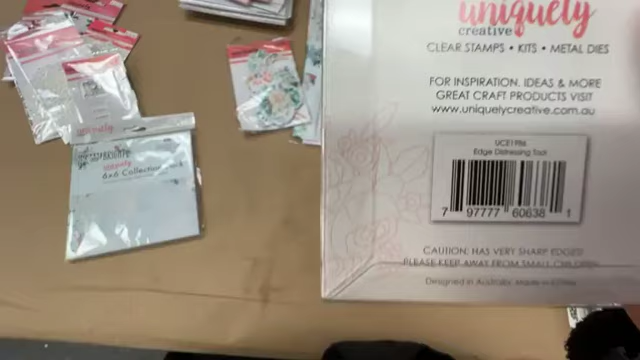 uniquely
creative
CLEAR STAMPS • KITS • METAL DIES
FOR INSPIRATION, IDEAS & MORE
GREAT CRAFT PRODUCTS VISIT
www.uniquelycreative.com.au
UCE1986
Edge Distressing Tool
7 97777 60638 1
CAUTION: HAS VERY SHARP EDGES!
PLEASE KEEP AWAY FROM SMALL CHILDREN
Designed in Australia. Made in China
uniquely
6x6 Collection Pack